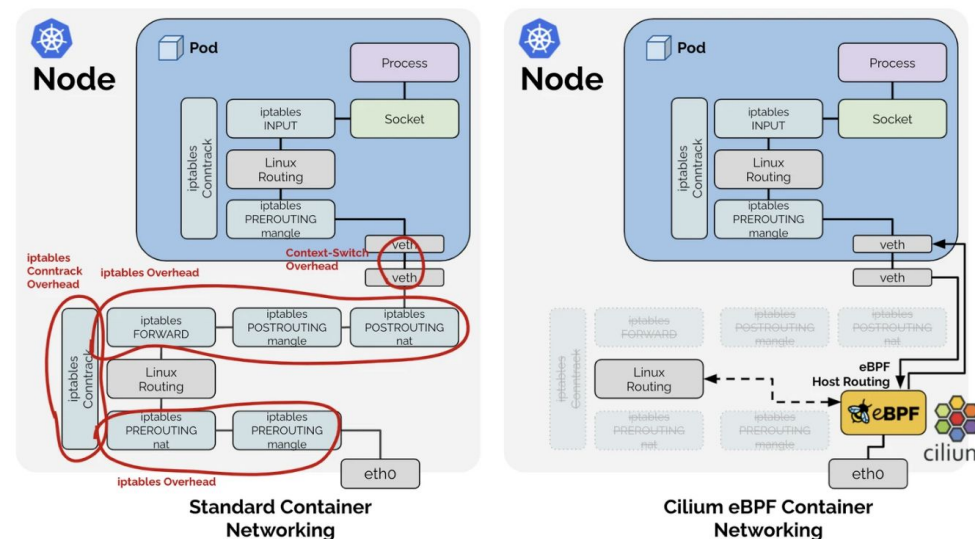 Node
Pod
Process
iptables
INPUT
Socket
iptables
Conntrack
Linux
Routing
iptables
PREROUTING
mangle
Context-Switch
Overhead
veth
veth
iptables
Conntrack
Overhead
iptables Overhead
iptables
Conntrack
iptables
FORWARD
iptables
POSTROUTING
mangle
iptables
POSTROUTING
nat
Linux
Routing
iptables
PREROUTING
nat
iptables
PREROUTING
mangle
iptables Overhead
eth0
Standard Container
Networking
Node
Pod
Process
iptables
INPUT
Socket
iptables
Conntrack
Linux
Routing
iptables
PREROUTING
mangle
veth
veth
iptables
Conntrack
iptables
FORWARD
iptables
POSTROUTING
mangle
iptables
POSTROUTING
nat
Linux
Routing
eBPF
Host Routing
iptables
PREROUTING
nat
iptables
PREROUTING
mangle
eBPF
cilium
eth0
Cilium eBPF Container
Networking